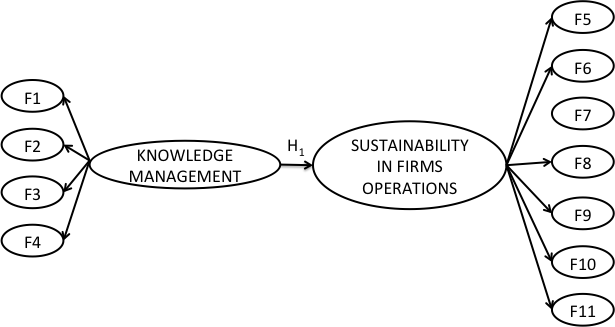 F1
F2
F3
F4
KNOWLEDGE
MANAGEMENT
H1
SUSTAINABILITY
IN FIRMS
OPERATIONS
F5
F6
F7
F8
F9
F10
F11